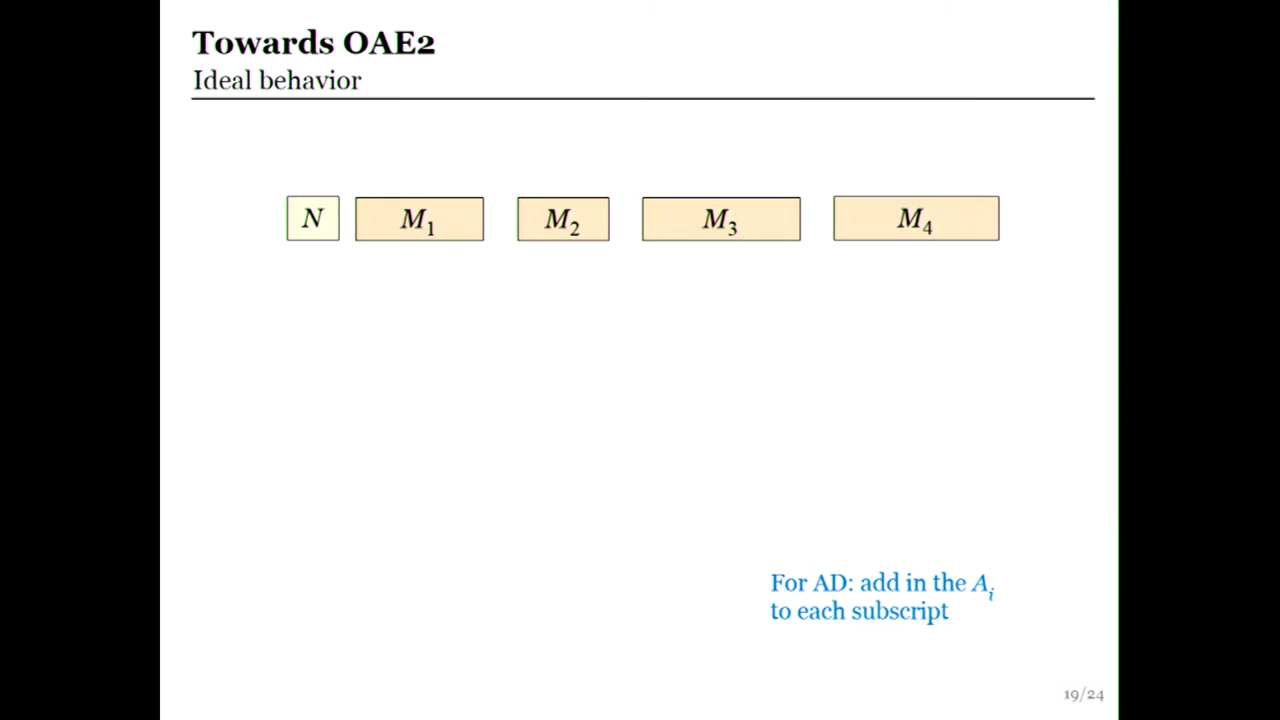 Towards OAE2
Ideal behavior
N M₁ M₂ M₃ M₄
For AD: add in the Aᵢ
to each subscript
19/24